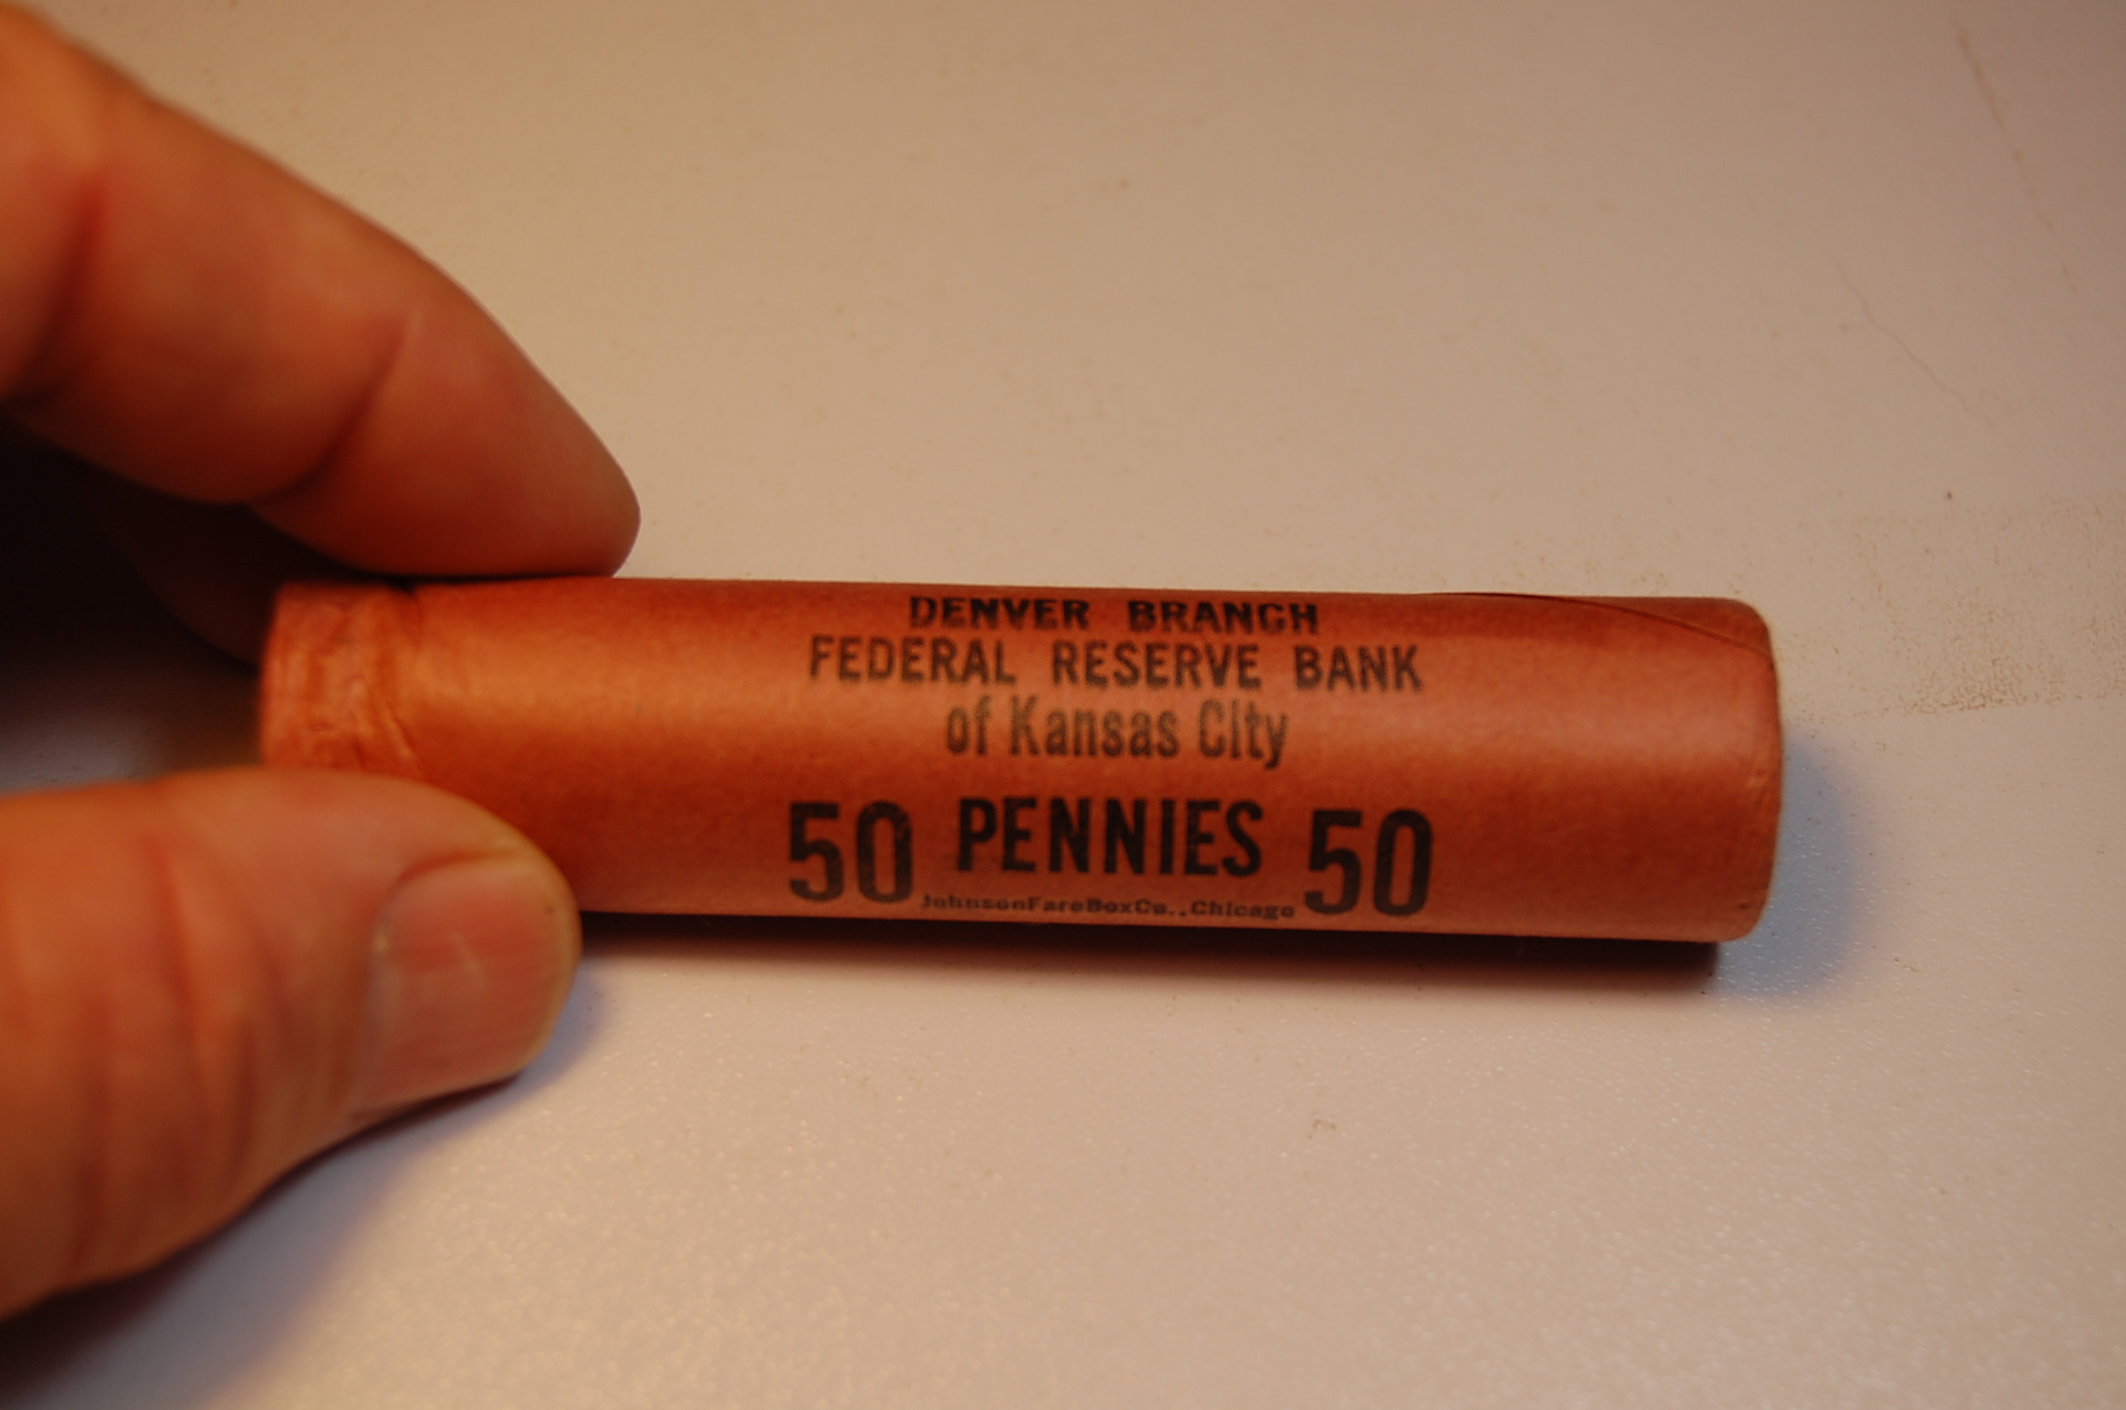 DENVER BRANCH
FEDERAL RESERVE BANK
of Kansas City
50 PENNIES 50
JohnsonFareBoxCo., Chicago